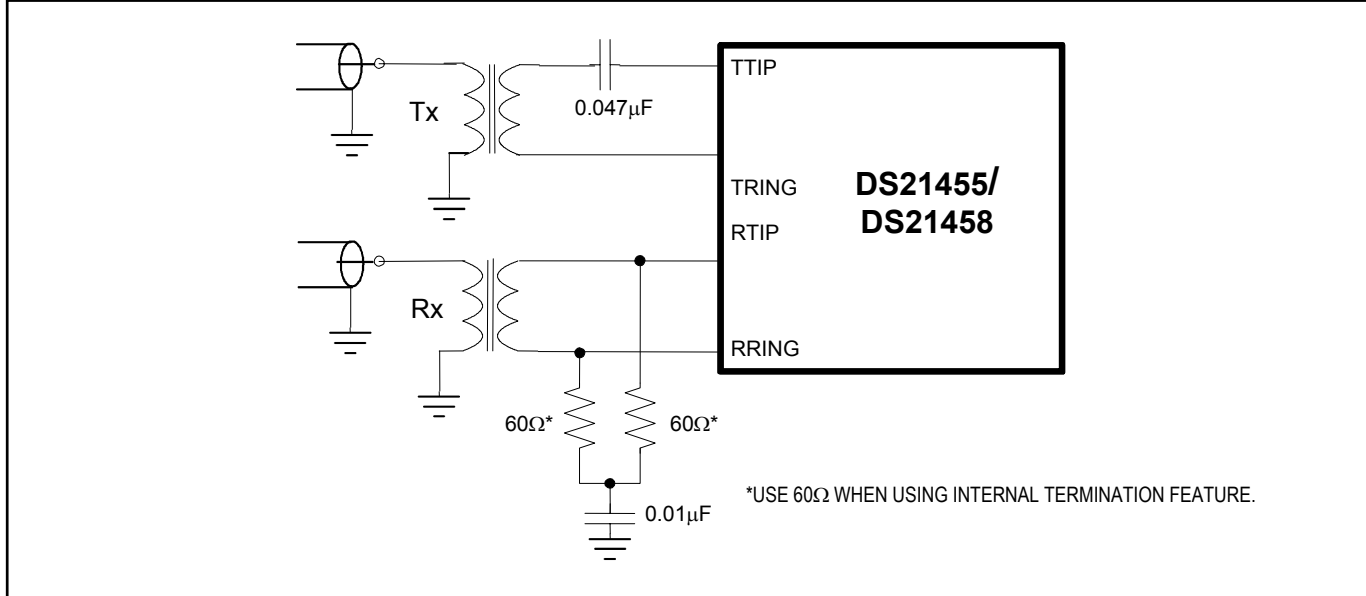 TTIP
0.047μF
Tx
TRING
DS21455/
DS21458
RTIP
Rx
RRING
60Ω*
60Ω*
*USE 60Ω WHEN USING INTERNAL TERMINATION FEATURE.
0.01μF